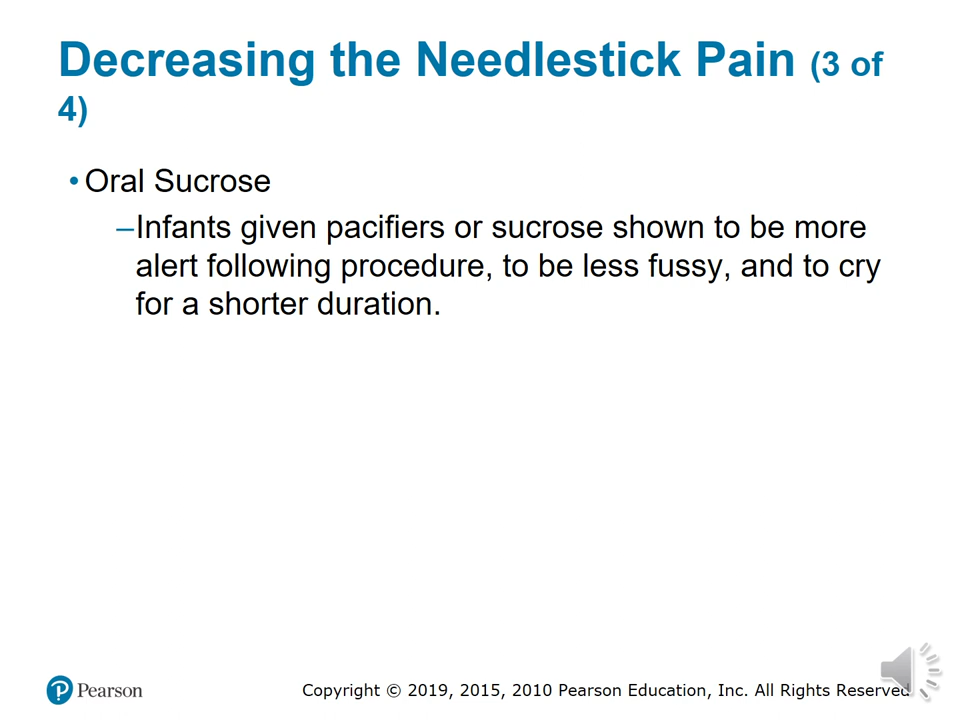 Decreasing the Needlestick Pain (3 of
4)
• Oral Sucrose
–Infants given pacifiers or sucrose shown to be more
alert following procedure, to be less fussy, and to cry
for a shorter duration.
Pearson
Copyright © 2019, 2015, 2010 Pearson Education, Inc. All Rights Reserved